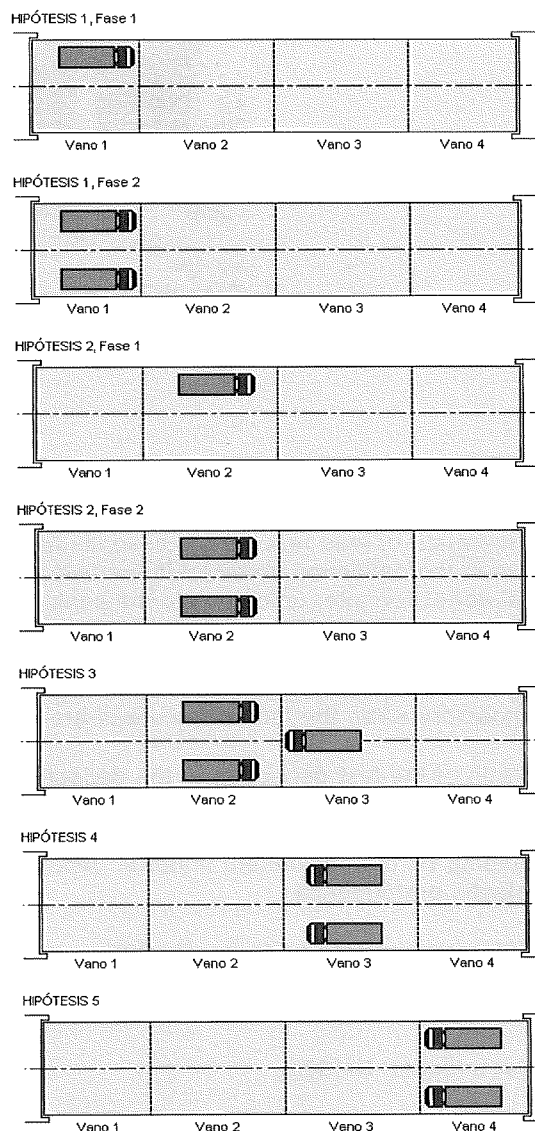 HIPÓTESIS 1, Fase 1
Vano 1 Vano 2 Vano 3 Vano 4
HIPÓTESIS 1, Fase 2
Vano 1 Vano 2 Vano 3 Vano 4
HIPÓTESIS 2, Fase 1
Vano 1 Vano 2 Vano 3 Vano 4
HIPÓTESIS 2, Fase 2
Vano 1 Vano 2 Vano 3 Vano 4
HIPÓTESIS 3
Vano 1 Vano 2 Vano 3 Vano 4
HIPÓTESIS 4
Vano 1 Vano 2 Vano 3 Vano 4
HIPÓTESIS 5
Vano 1 Vano 2 Vano 3 Vano 4